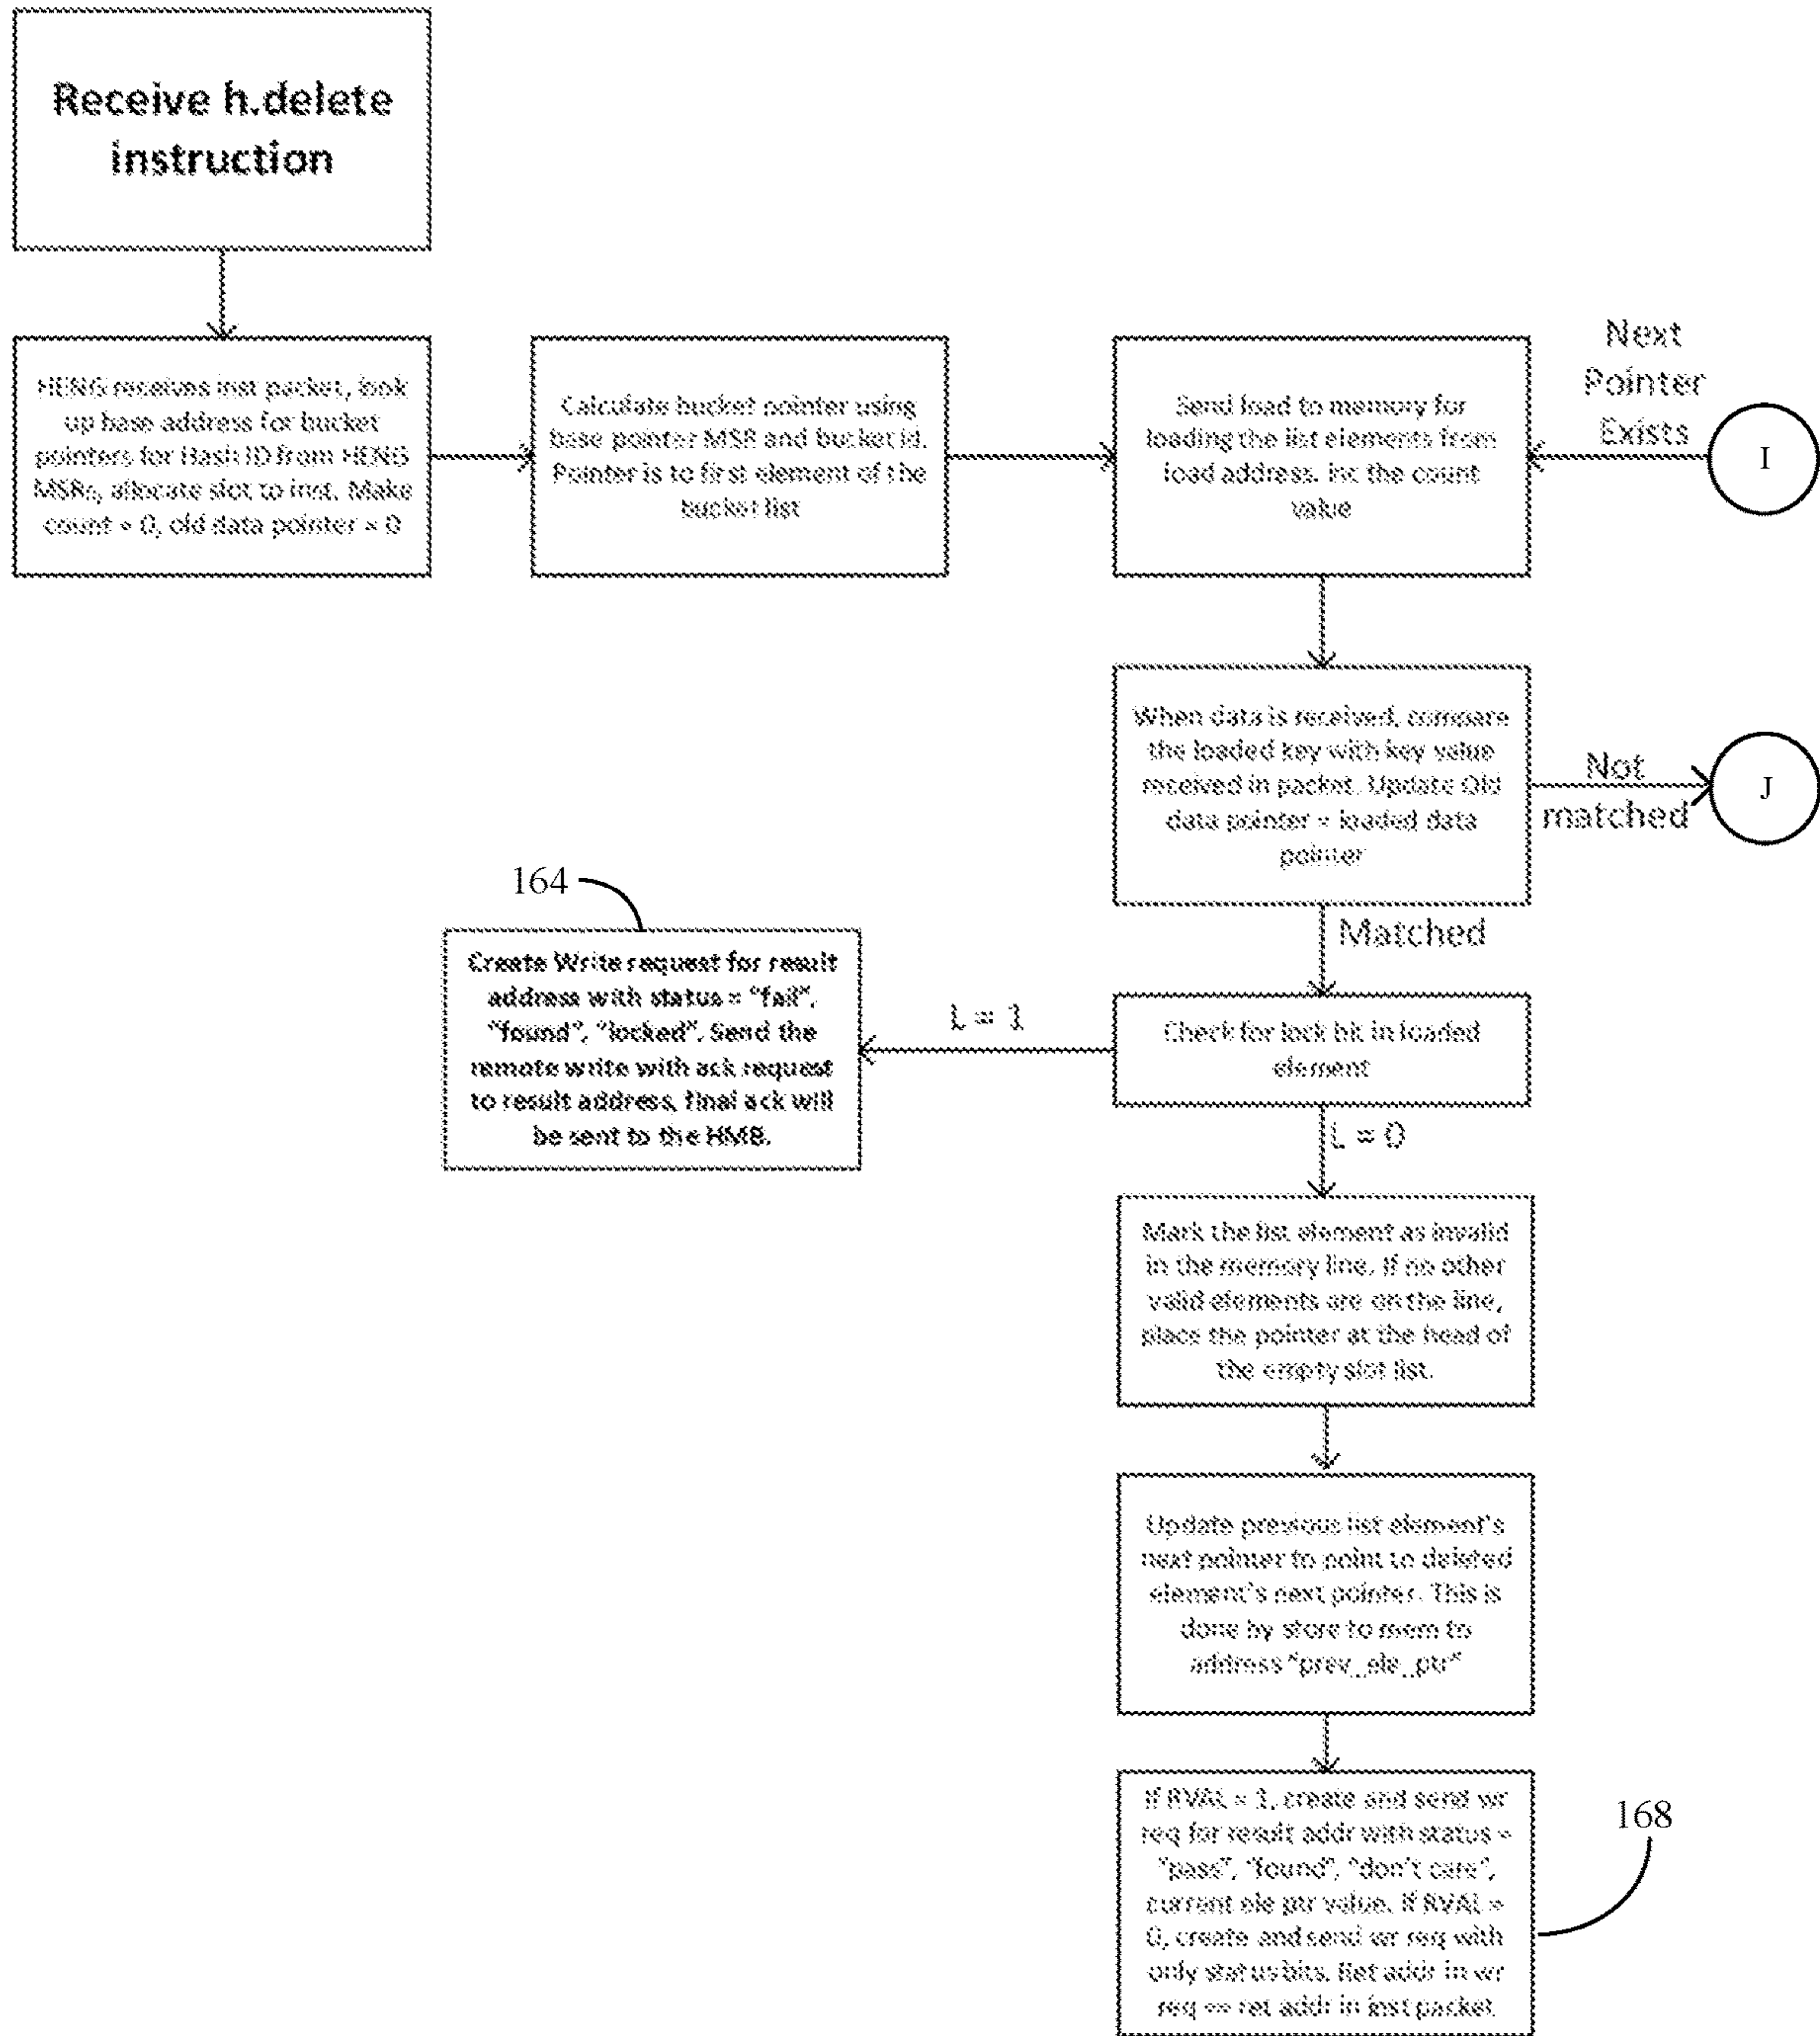 Receive h.delete
instruction
HENG receives inst packet, look
up base address for bucket
pointers for Hash ID from HENG
MSRs, allocate slot to inst. Make
count = 0, old data pointer = 0
Calculate bucket pointer using
base pointer MSR and bucket id.
Pointer is to first element of the
bucket list
Send load to memory for
loading the list elements from
load address. inc the count
value
Next
Pointer
Exists
I
When data is received, compare
the loaded key with key value
received in packet. Update Old
data pointer = loaded data
pointer
Not
matched
J
Matched
164
Create Write request for result
address with status = "fail",
"found", "locked". Send the
remote write with ack request
to result address, final ack will
be sent to the HMB.
L = 1
Check for lock bit in loaded
element
L = 0
Mark the list element as invalid
in the memory line. If no other
valid elements are on the line,
place the pointer at the head of
the empty slot list.
Update previous list element's
next pointer to point to deleted
element's next pointer. This is
done by store to mem to
address "prev_ele_ptr"
If RVAL = 1, create and send wr
req for result addr with status =
"pass", "found", "don't care",
current ele ptr value. If RVAL =
0, create and send wr req with
only status bits. Ret addr in wr
req == ret addr in inst packet.
168